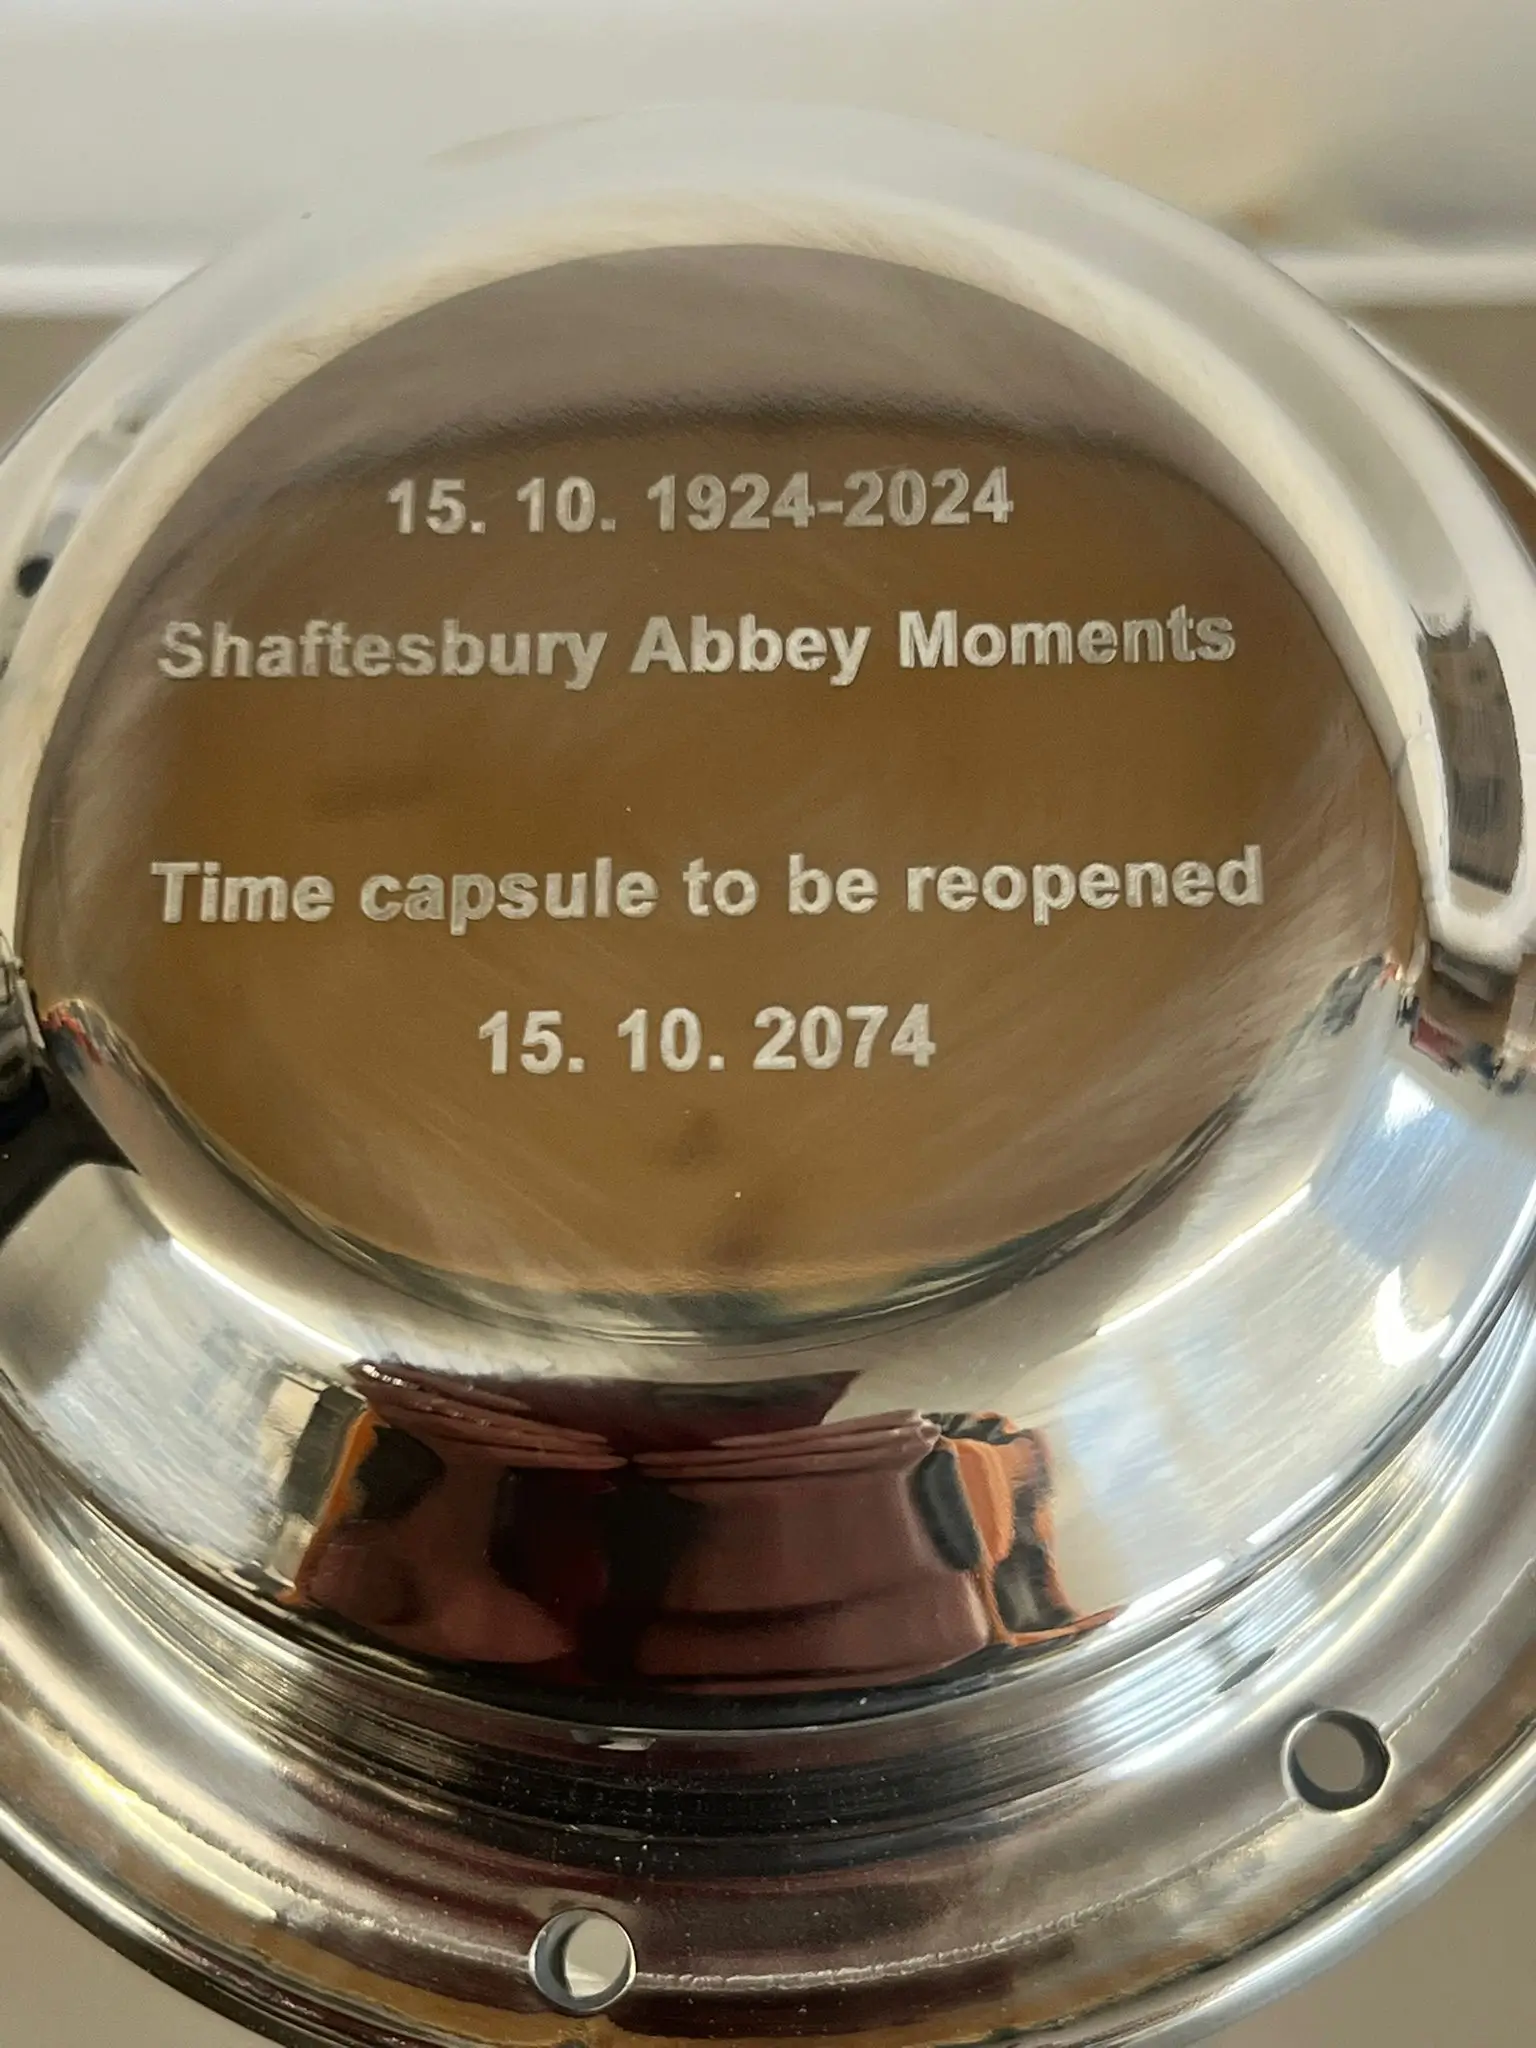 15. 10. 1924-2024
Shaftesbury Abbey Moments
Time capsule to be reopened
15. 10. 2074